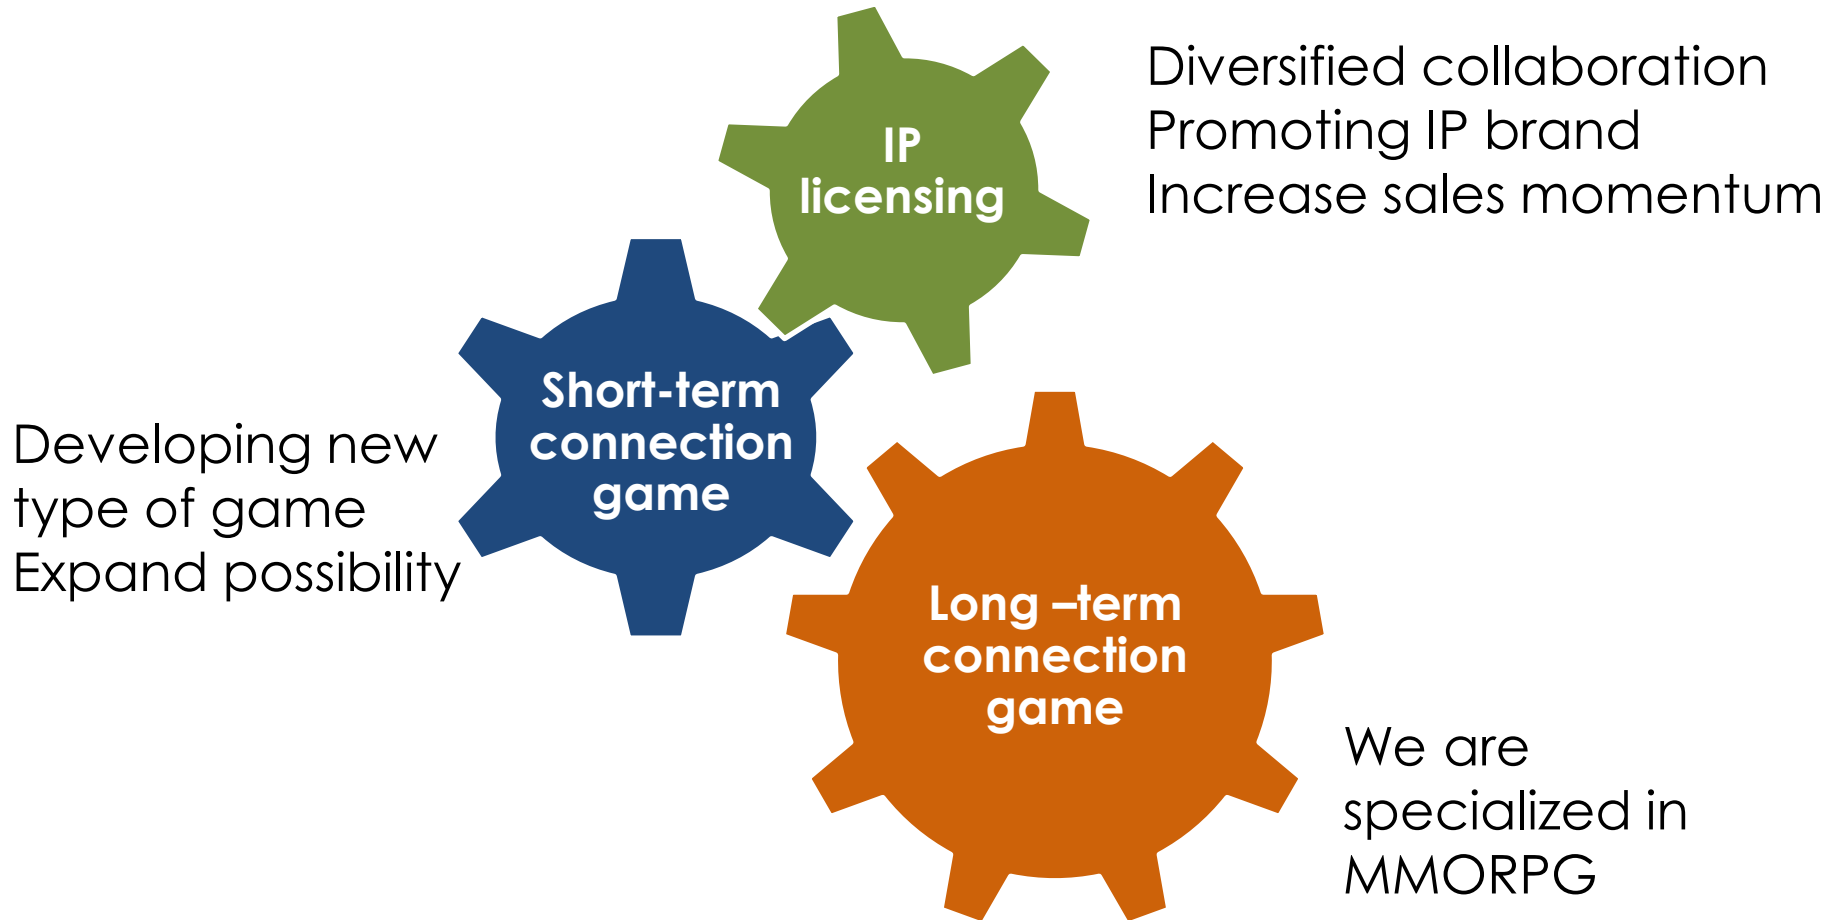 IP
licensing
Diversified collaboration
Promoting IP brand
Increase sales momentum
Short-term
connection
game
Developing new
type of game
Expand possibility
Long –term
connection
game
We are
specialized in
MMORPG